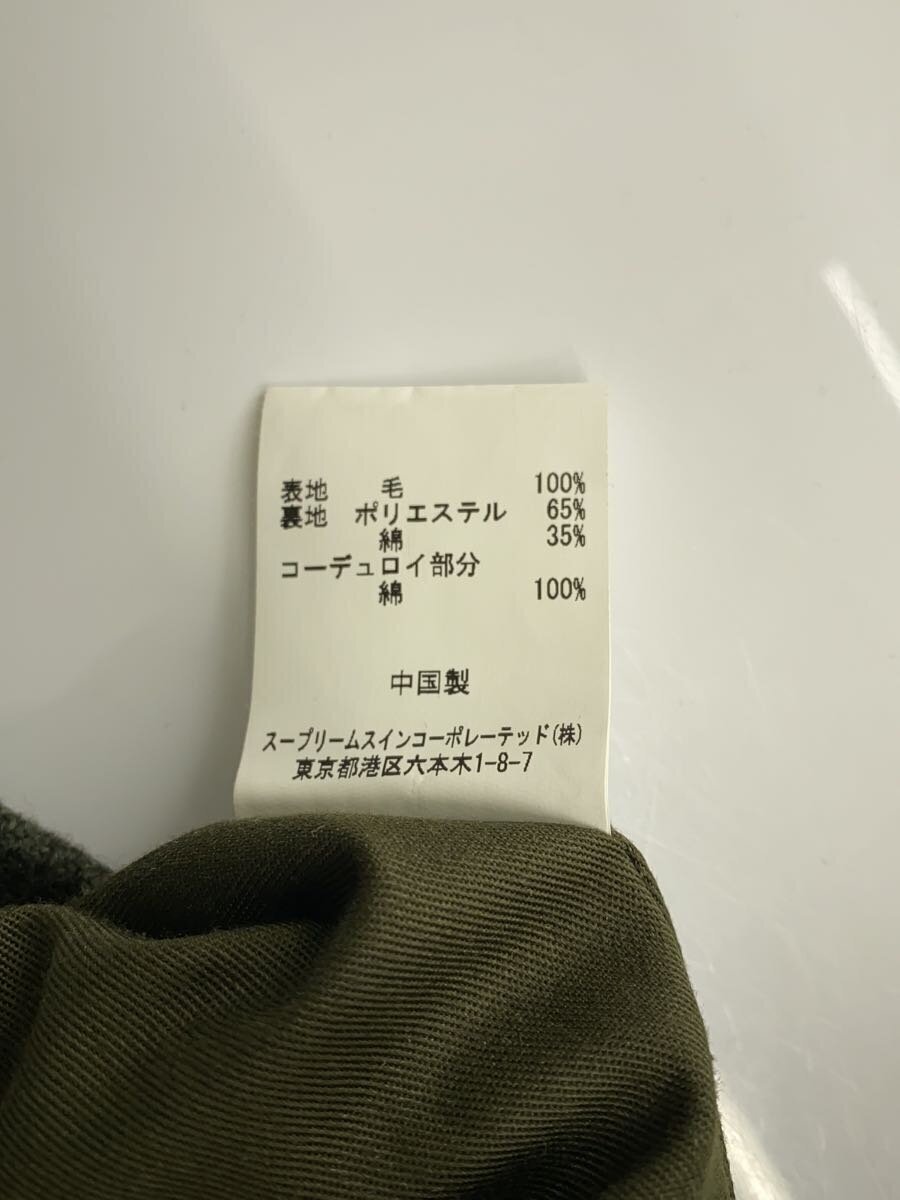 表地 毛 100%
裏地 ポリエステル 65%
綿 35%
コーデュロイ部分
綿 100%
中国製
スープリームスインコーポレーテッド(株)
東京都港区六本木1-8-7